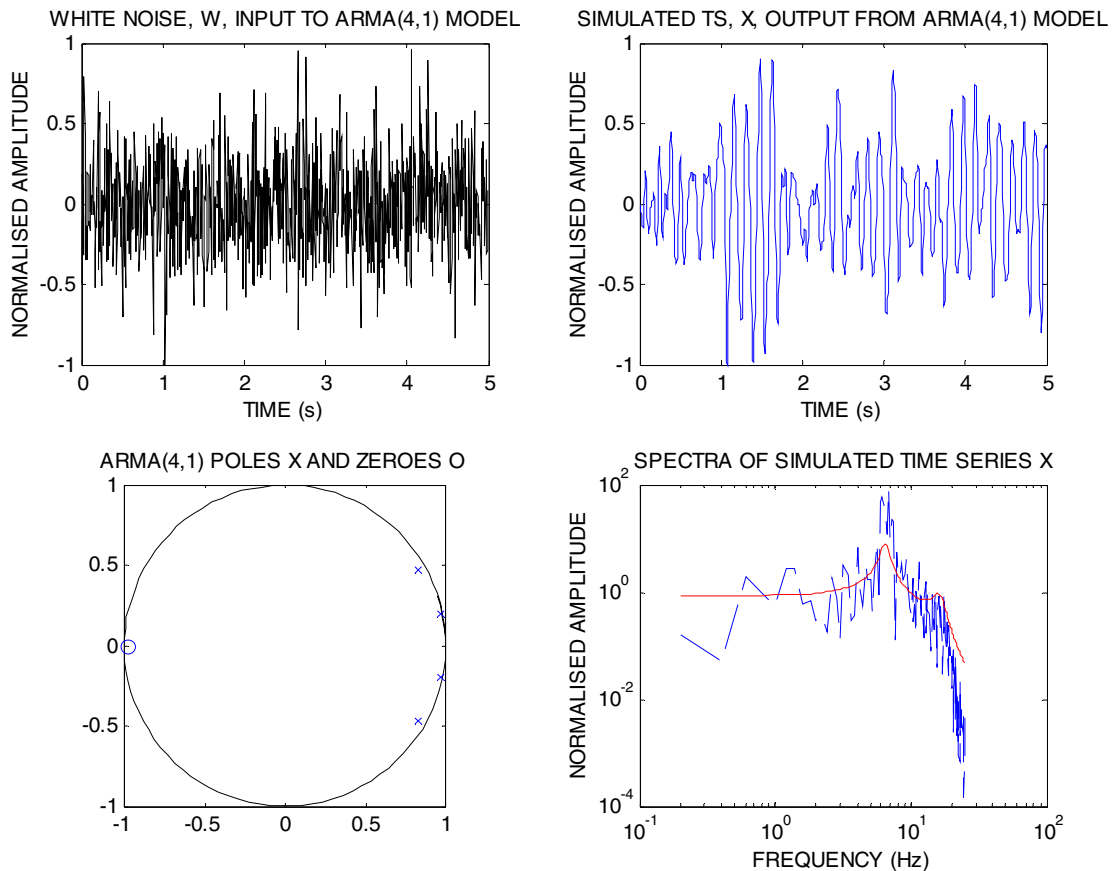 WHITE NOISE, W, INPUT TO ARMA(4,1) MODEL
NORMALISED AMPLITUDE
1
0.5
0
-0.5
-1
0 1 2 3 4 5
TIME (s)
SIMULATED TS, X, OUTPUT FROM ARMA(4,1) MODEL
NORMALISED AMPLITUDE
1
0.5
0
-0.5
-1
0 1 2 3 4 5
TIME (s)
ARMA(4,1) POLES X AND ZEROES O
1
0.5
0
-0.5
-1
-1 0 1
SPECTRA OF SIMULATED TIME SERIES X
NORMALISED AMPLITUDE
10^2
10^0
10^-2
10^-4
10^-1 10^0 10^1 10^2
FREQUENCY (Hz)